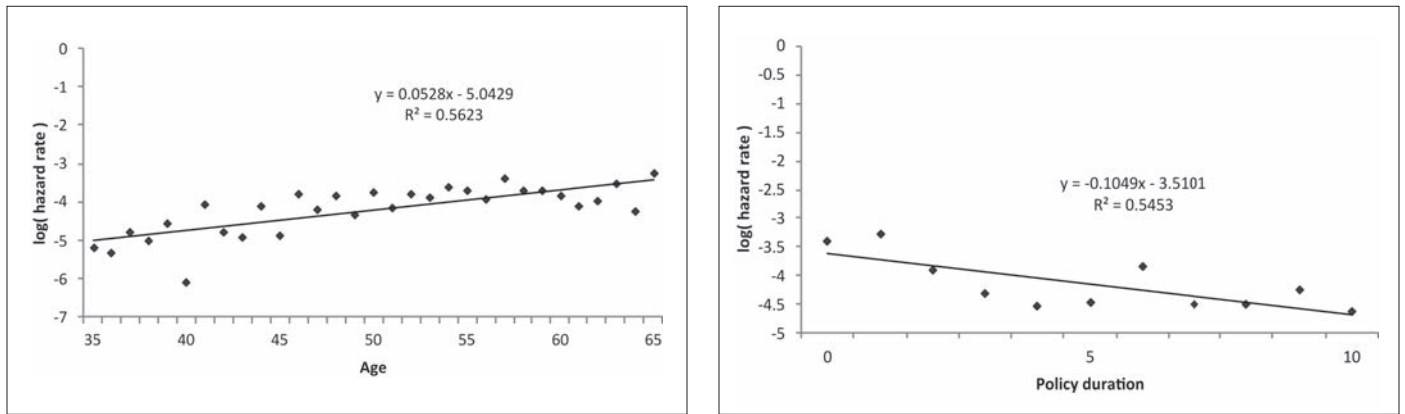 0
-1
-2
-3
-4
-5
-6
-7
log( hazard rate )
y = 0.0528x - 5.0429
R² = 0.5623
35 40 45 50 55 60 65
Age
0
-0.5
-1
-1.5
-2
-2.5
-3
-3.5
-4
-4.5
-5
log( hazard rate )
y = -0.1049x - 3.5101
R² = 0.5453
0 5 10
Policy duration